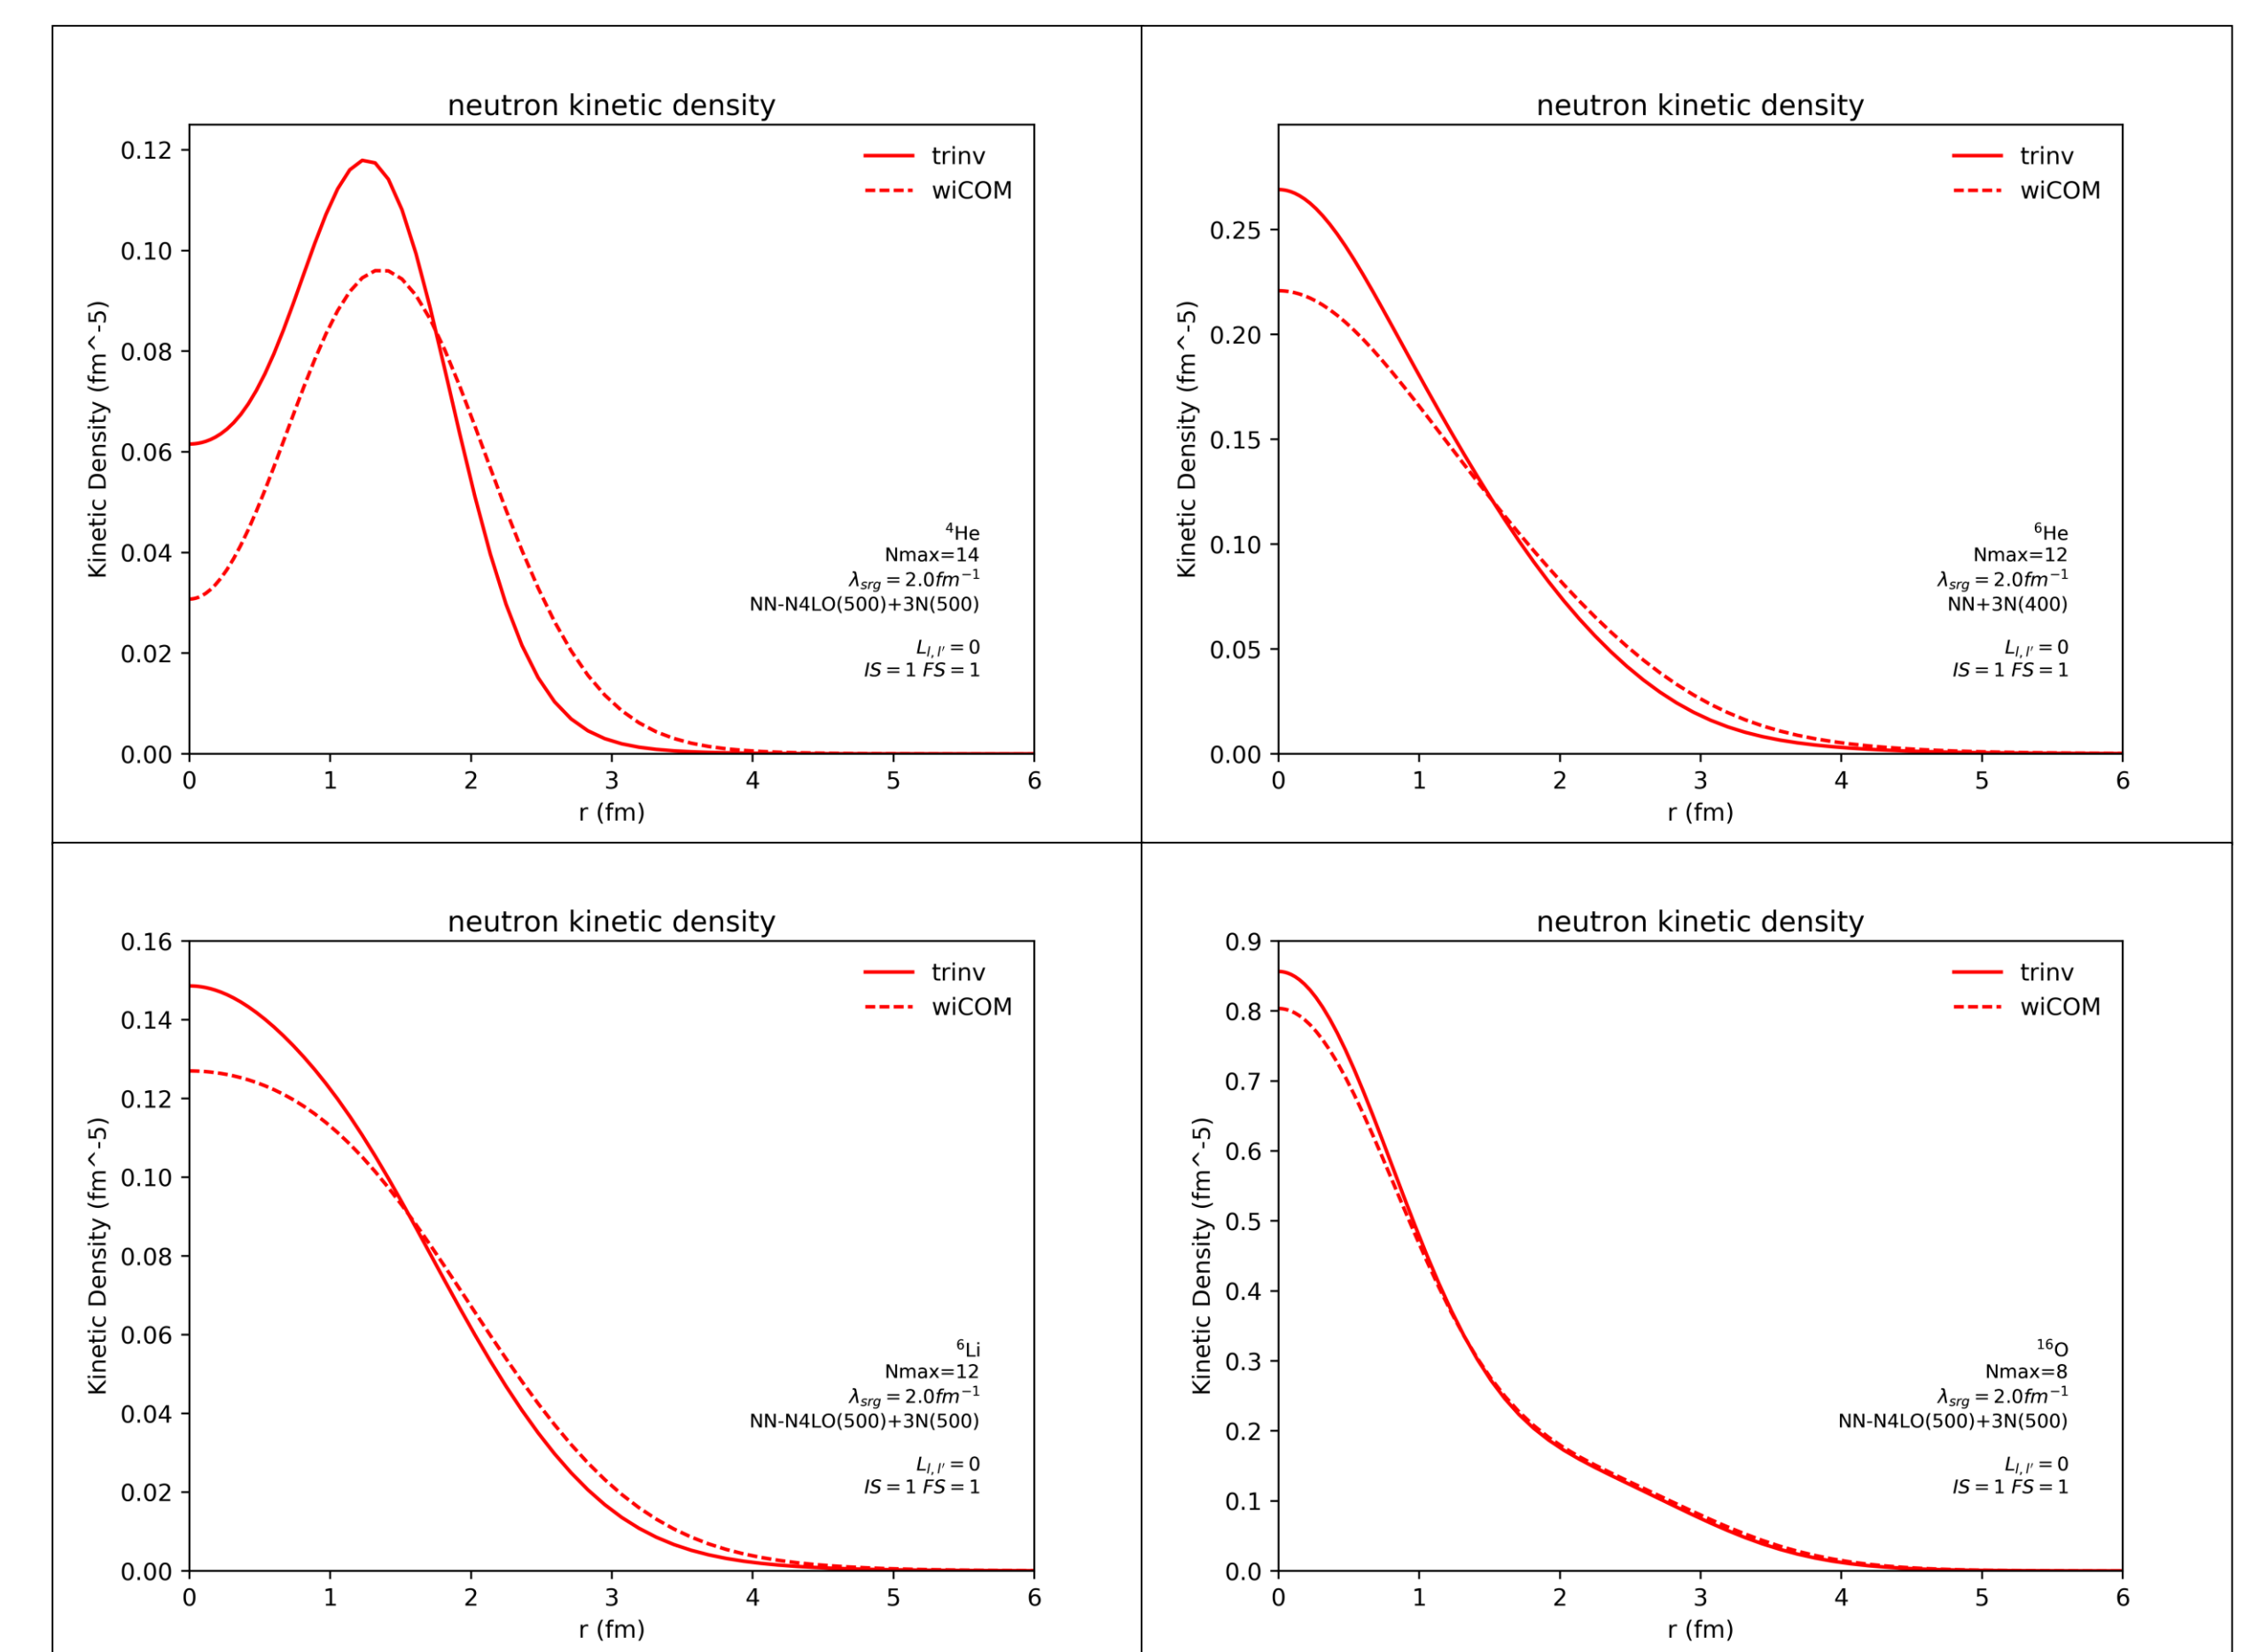 neutron kinetic density
trinv
wiCOM
0.12
0.10
0.08
0.06
0.04
0.02
0.00
Kinetic Density (fm^-5)
⁴He
Nmax=14
λsrg = 2.0fm⁻¹
NN-N4LO(500)+3N(500)
Ll,l′ = 0
IS = 1 FS = 1
0 1 2 3 4 5 6
r (fm)
neutron kinetic density
trinv
wiCOM
0.25
0.20
0.15
0.10
0.05
0.00
Kinetic Density (fm^-5)
⁶He
Nmax=12
λsrg = 2.0fm⁻¹
NN+3N(400)
Ll,l′ = 0
IS = 1 FS = 1
0 1 2 3 4 5 6
r (fm)
neutron kinetic density
trinv
wiCOM
0.16
0.14
0.12
0.10
0.08
0.06
0.04
0.02
0.00
Kinetic Density (fm^-5)
⁶Li
Nmax=12
λsrg = 2.0fm⁻¹
NN-N4LO(500)+3N(500)
Ll,l′ = 0
IS = 1 FS = 1
0 1 2 3 4 5 6
r (fm)
neutron kinetic density
trinv
wiCOM
0.9
0.8
0.7
0.6
0.5
0.4
0.3
0.2
0.1
0.0
Kinetic Density (fm^-5)
¹⁶O
Nmax=8
λsrg = 2.0fm⁻¹
NN-N4LO(500)+3N(500)
Ll,l′ = 0
IS = 1 FS = 1
0 1 2 3 4 5 6
r (fm)